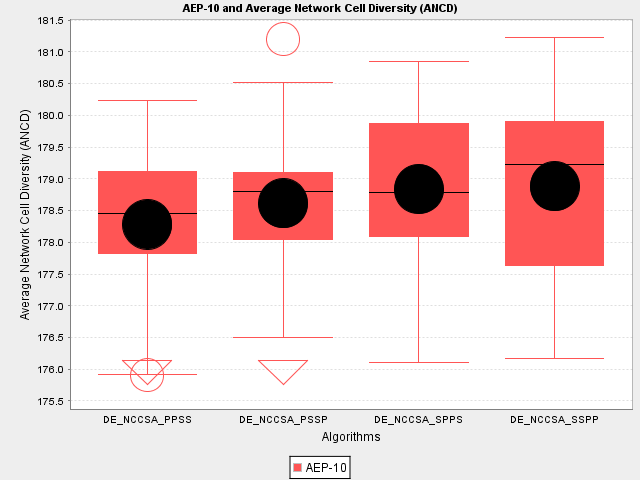 AEP-10 and Average Network Cell Diversity (ANCD)
Average Network Cell Diversity (ANCD)
181.5
181.0
180.5
180.0
179.5
179.0
178.5
178.0
177.5
177.0
176.5
176.0
175.5
DE_NCCSA_PPSS DE_NCCSA_PSSP DE_NCCSA_SPPS DE_NCCSA_SSPP
Algorithms
AEP-10